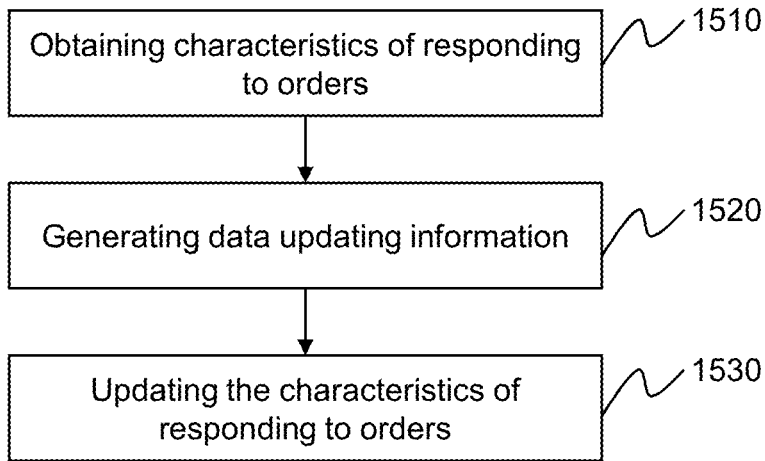 Obtaining characteristics of responding
to orders
1510
Generating data updating information
1520
Updating the characteristics of
responding to orders
1530